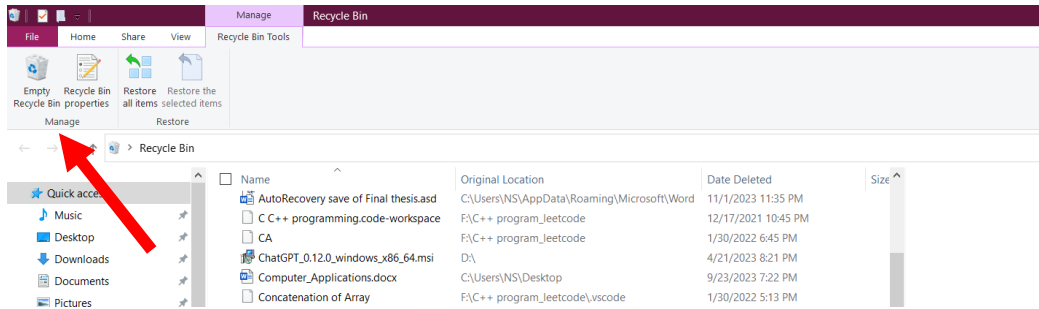 Manage Recycle Bin
File Home Share View Recycle Bin Tools
Empty Recycle Bin Restore Restore the
Recycle Bin properties all items selected items
Manage Restore
Recycle Bin
Name Original Location Date Deleted Size
Quick access
AutoRecovery save of Final thesis.asd C:\Users\NS\AppData\Roaming\Microsoft\Word 11/1/2023 11:35 PM
Music C C++ programming.code-workspace F:\C++ program_leetcode 12/17/2021 10:45 PM
Desktop CA F:\C++ program_leetcode 1/30/2022 6:45 PM
Downloads ChatGPT_0.12.0_windows_x86_64.msi D:\ 4/21/2023 8:21 PM
Documents Computer_Applications.docx C:\Users\NS\Desktop 9/23/2023 7:22 PM
Pictures Concatenation of Array F:\C++ program_leetcode\.vscode 1/30/2022 5:13 PM